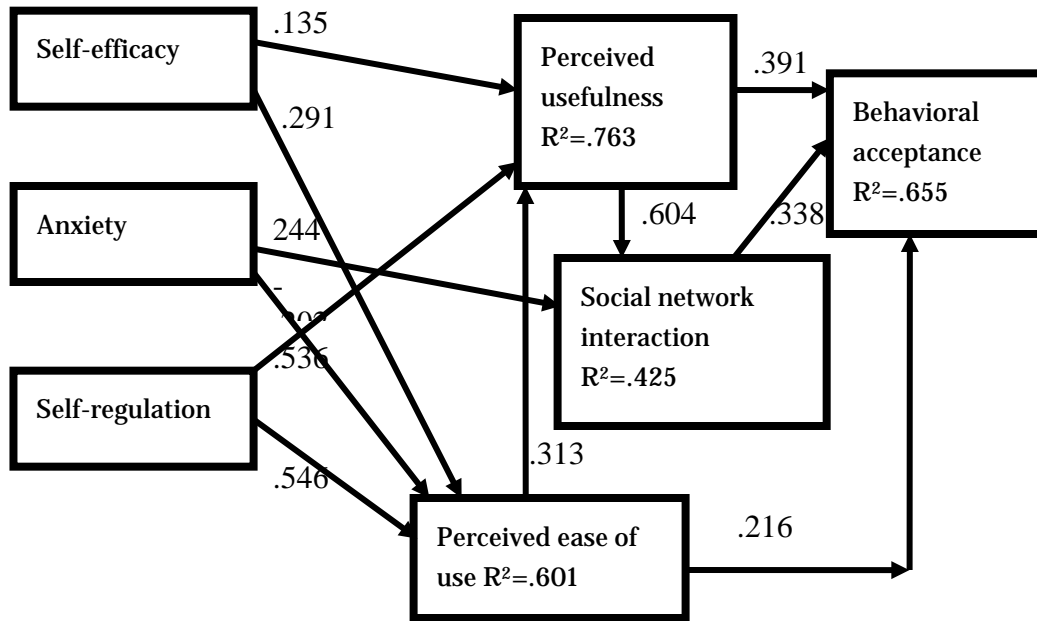 .135
Self-efficacy
Perceived
usefulness
R²=.763
.391
Behavioral
acceptance
R²=.655
.291
Anxiety
244
.604
.338
-
Social network
interaction
R²=.425
.536
Self-regulation
.313
.546
Perceived ease of
use R²=.601
.216